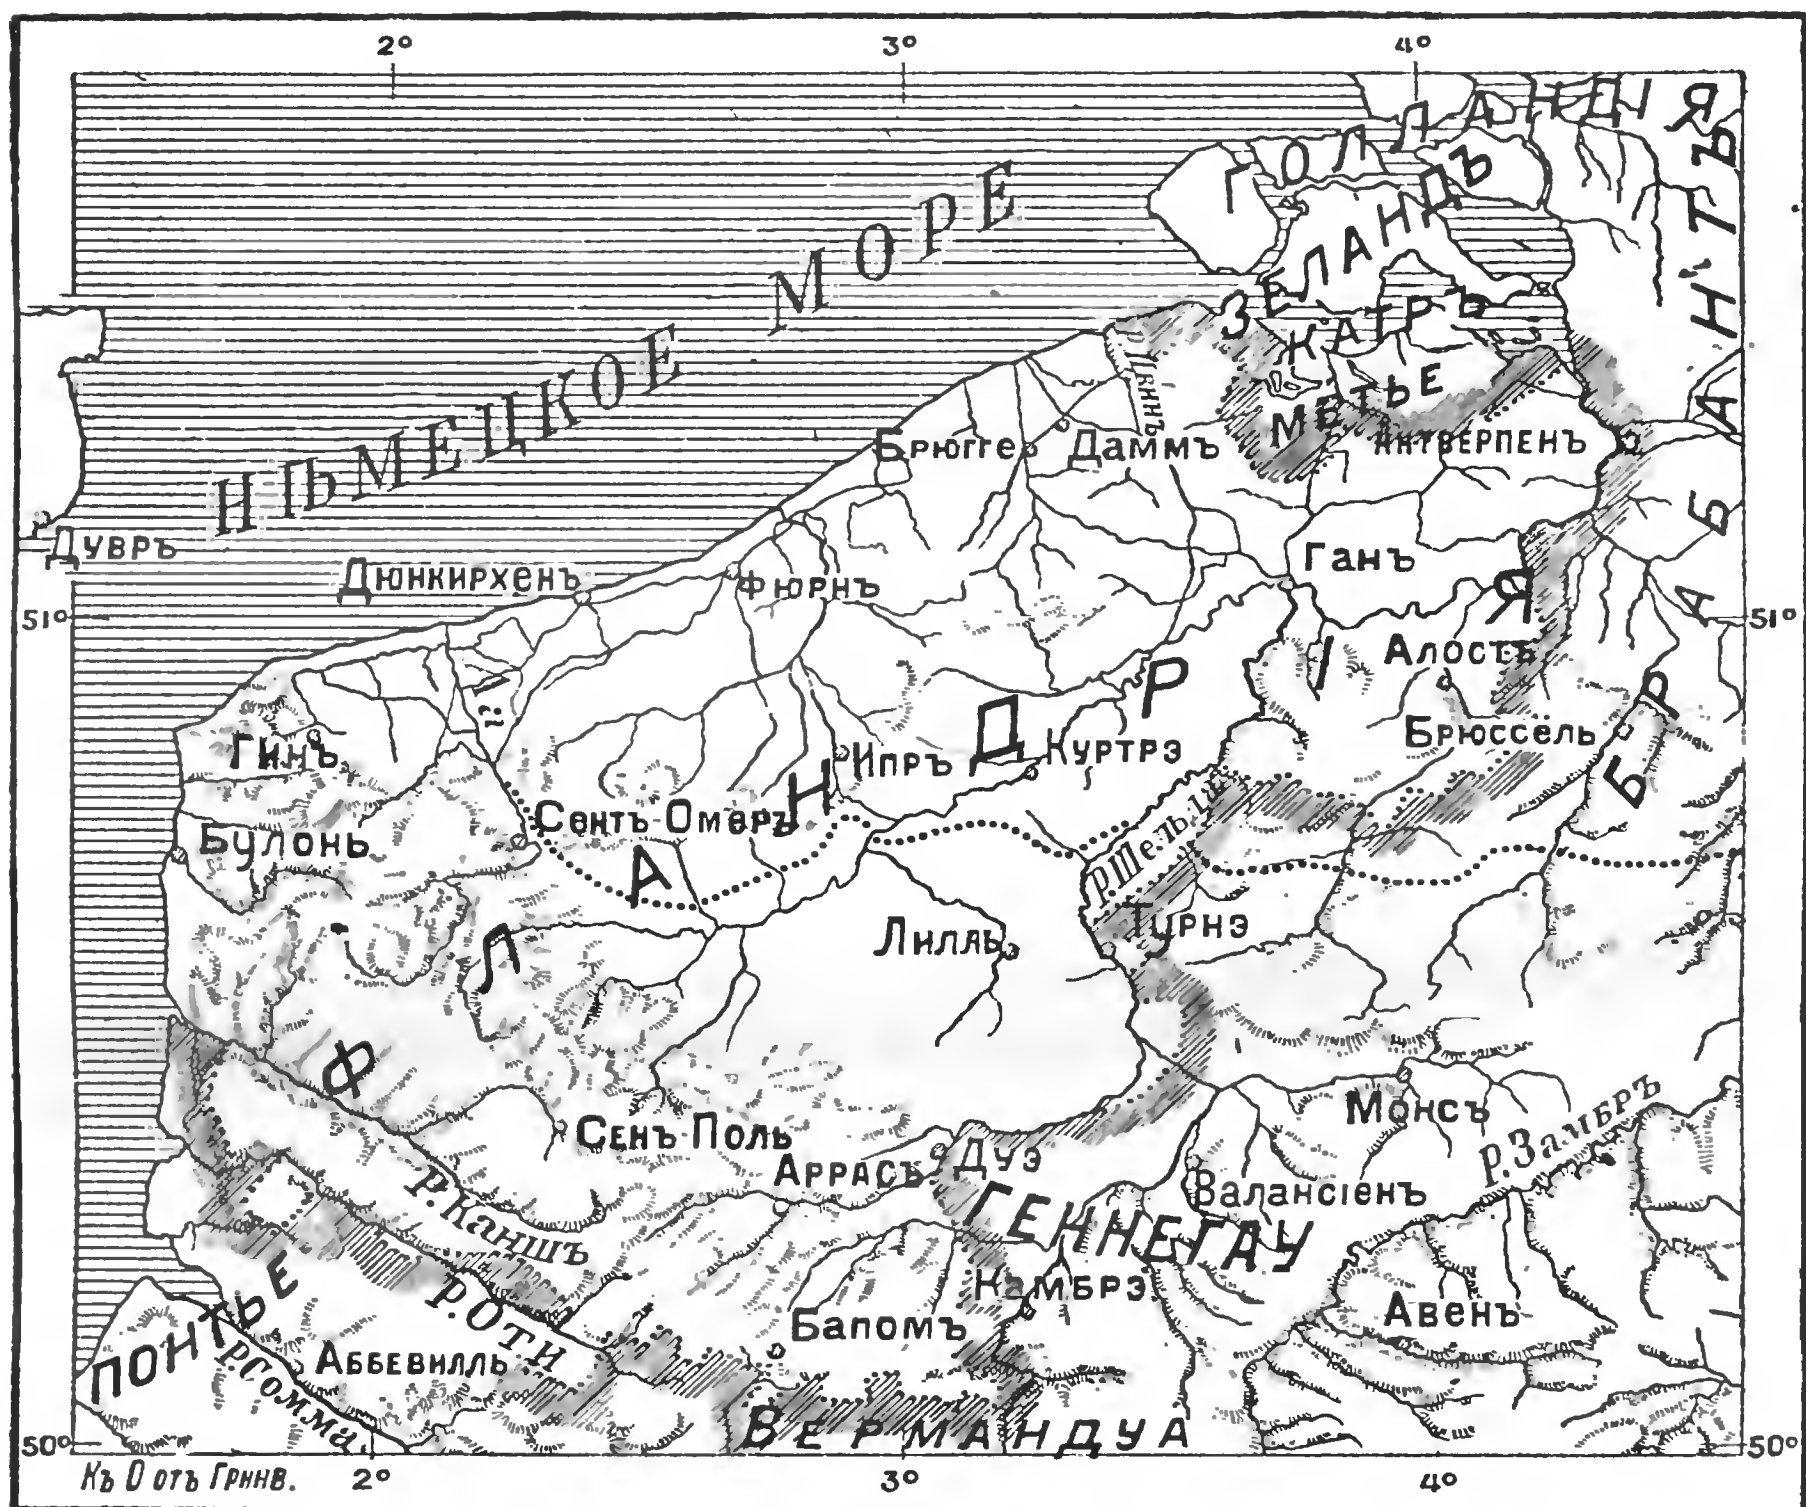 2° 3° 4°
ГОЛЛАНДІЯ
ЗЕЛАНДЪ
НѢМЕЦКОЕ МОРЕ
КАТРЪ
МЕТЬЕ
БРАБАНТЪ
БРЮГГЕ
ДАММЪ
АНТВЕРПЕНЪ
ДУВРЪ
ДЮНКИРХЕНЪ
ФЮРНЪ
ГАНЪ
51° 51°
АЛОСТЪ
ФЛАНДРІЯ
ГИНЪ
ИПРЪ
КУРТРЭ
БРЮССЕЛЬ
СЕНТЪ-ОМЕРЪ
БУЛОНЬ
р. Шельда
ЛИЛЛЬ
ТУРНЭ
СЕНЪ-ПОЛЬ
МОНСЪ
р. Замбръ
АРРАСЪ
ДУЭ
ВАЛАНСІЕНЪ
ГЕННЕГАУ
р. Каншъ
КАМБРЭ
р. Оти
БАПОМЪ
АВЕНЪ
ПОНТЬЕ
АББЕВИЛЛЬ
р. Сомма
ВЕРМАНДУА
50° 50°
Къ О отъ Гринв. 2° 3° 4°